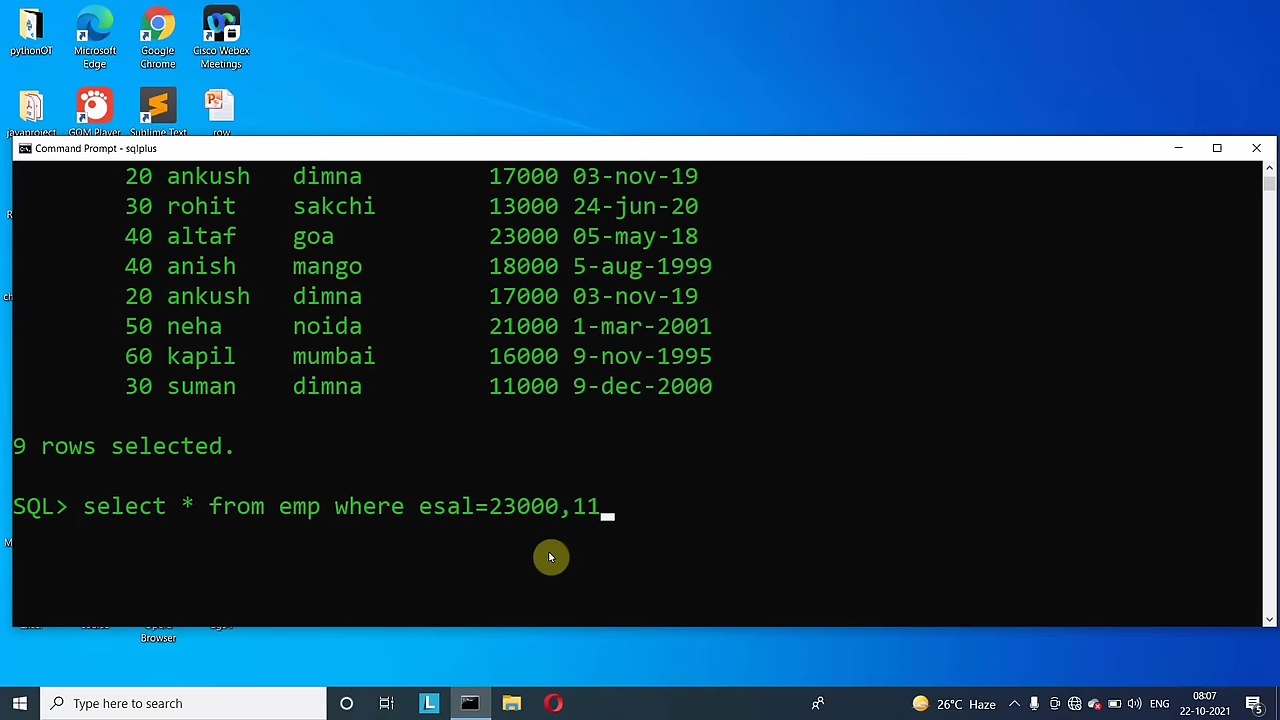 pythonOT
Microsoft Edge
Google Chrome
Cisco Webex Meetings
javaproject
GOM Player
Sublime Text
row
Command Prompt - sqlplus
20 ankush dimna 17000 03-nov-19
30 rohit sakchi 13000 24-jun-20
40 altaf goa 23000 05-may-18
40 anish mango 18000 5-aug-1999
20 ankush dimna 17000 03-nov-19
50 neha noida 21000 1-mar-2001
60 kapil mumbai 16000 9-nov-1995
30 suman dimna 11000 9-dec-2000
9 rows selected.
SQL> select * from emp where esal=23000,11
Browser
Type here to search
L
26°C Haze
ENG
08:07
22-10-2021
5